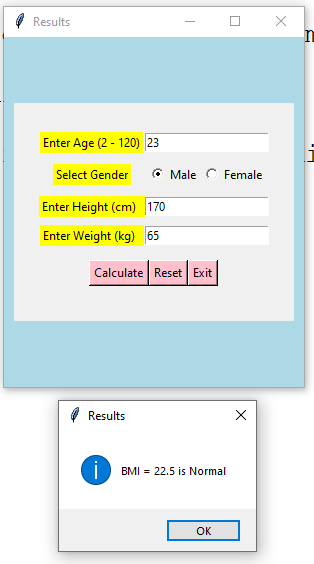 Results
Enter Age (2 - 120) 23
Select Gender Male Female
Enter Height (cm) 170
Enter Weight (kg) 65
Calculate Reset Exit
Results
BMI = 22.5 is Normal
OK